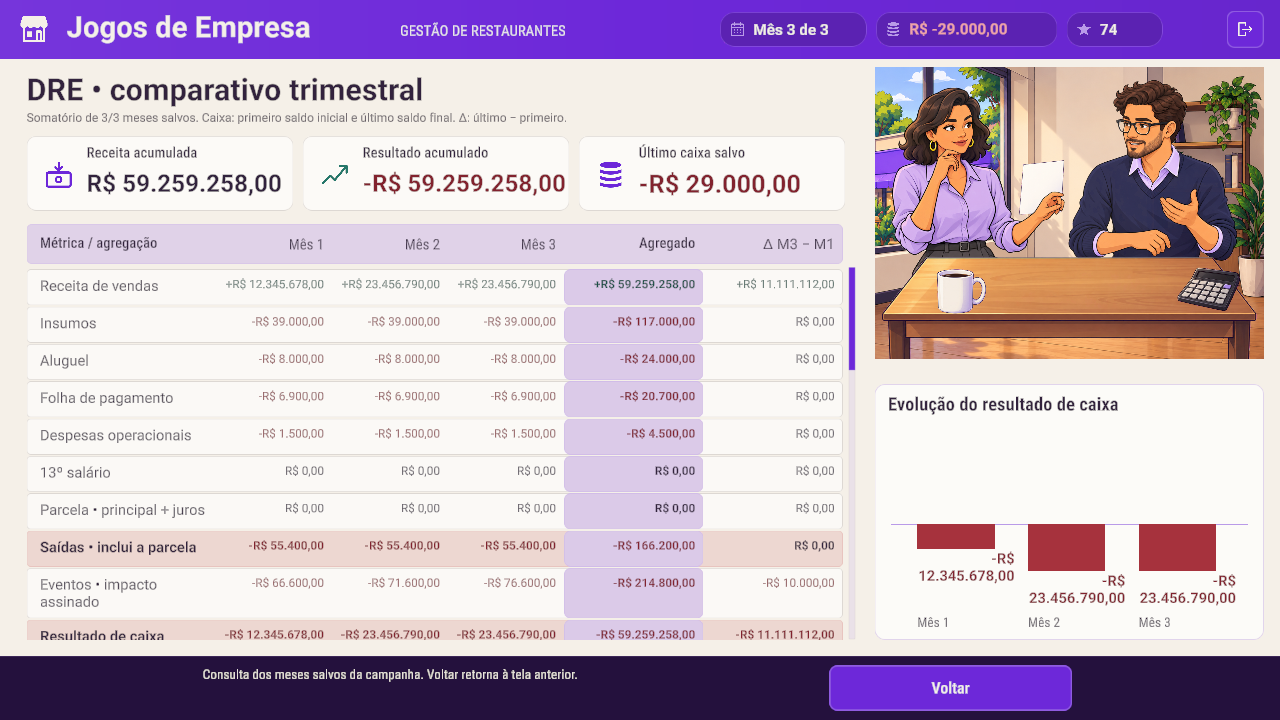 Jogos de Empresa
GESTÃO DE RESTAURANTES
Mês 3 de 3
R$ -29.000,00
74
DRE • comparativo trimestral
Somatório de 3/3 meses salvos. Caixa: primeiro saldo inicial e último saldo final. Δ: último − primeiro.
Receita acumulada
R$ 59.259.258,00
Resultado acumulado
-R$ 59.259.258,00
Último caixa salvo
-R$ 29.000,00
Métrica / agregação Mês 1 Mês 2 Mês 3 Agregado Δ M3 − M1
Receita de vendas +R$ 12.345.678,00 +R$ 23.456.790,00 +R$ 23.456.790,00 +R$ 59.259.258,00 +R$ 11.111.112,00
Insumos -R$ 39.000,00 -R$ 39.000,00 -R$ 39.000,00 -R$ 117.000,00 R$ 0,00
Aluguel -R$ 8.000,00 -R$ 8.000,00 -R$ 8.000,00 -R$ 24.000,00 R$ 0,00
Folha de pagamento -R$ 6.900,00 -R$ 6.900,00 -R$ 6.900,00 -R$ 20.700,00 R$ 0,00
Despesas operacionais -R$ 1.500,00 -R$ 1.500,00 -R$ 1.500,00 -R$ 4.500,00 R$ 0,00
13º salário R$ 0,00 R$ 0,00 R$ 0,00 R$ 0,00 R$ 0,00
Parcela • principal + juros R$ 0,00 R$ 0,00 R$ 0,00 R$ 0,00 R$ 0,00
Saídas • inclui a parcela -R$ 55.400,00 -R$ 55.400,00 -R$ 55.400,00 -R$ 166.200,00 R$ 0,00
Eventos • impacto -R$ 66.600,00 -R$ 71.600,00 -R$ 76.600,00 -R$ 214.800,00 -R$ 10.000,00
assinado
Resultado de caixa -R$ 12.345.678,00 -R$ 23.456.790,00 -R$ 23.456.790,00 -R$ 59.259.258,00 -R$ 11.111.112,00
Evolução do resultado de caixa
-R$
12.345.678,00
-R$
23.456.790,00
-R$
23.456.790,00
Mês 1 Mês 2 Mês 3
Consulta dos meses salvos da campanha. Voltar retorna à tela anterior.
Voltar